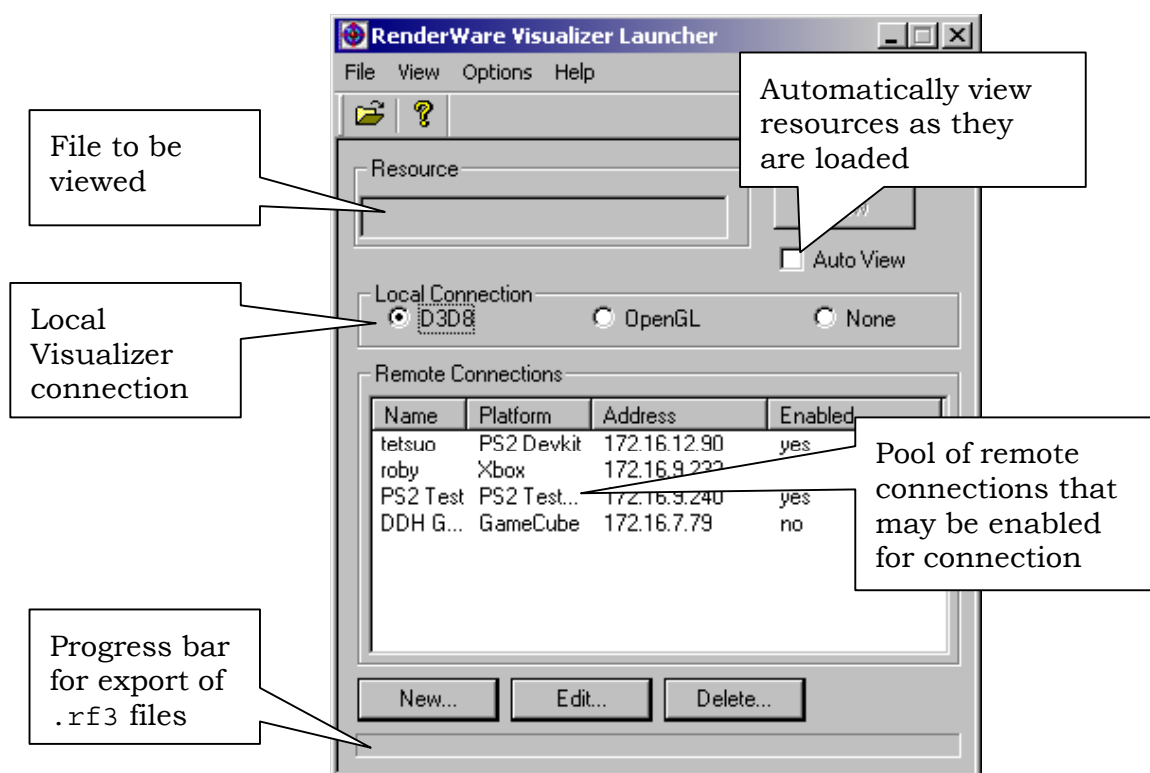 RenderWare Visualizer Launcher
File View Options Help
Automatically view
resources as they
are loaded
File to be
viewed
Resource
Auto View
Local Connection
D3D8 OpenGL None
Local
Visualizer
connection
Remote Connections
Name Platform Address Enabled
tetsuo PS2 Devkit 172.16.12.90 yes
roby Xbox
PS2 Test PS2 Test... 172.16.9.240 yes
DDH G... GameCube 172.16.7.79 no
Pool of remote
connections that
may be enabled
for connection
Progress bar
for export of
.rf3 files
New... Edit... Delete...